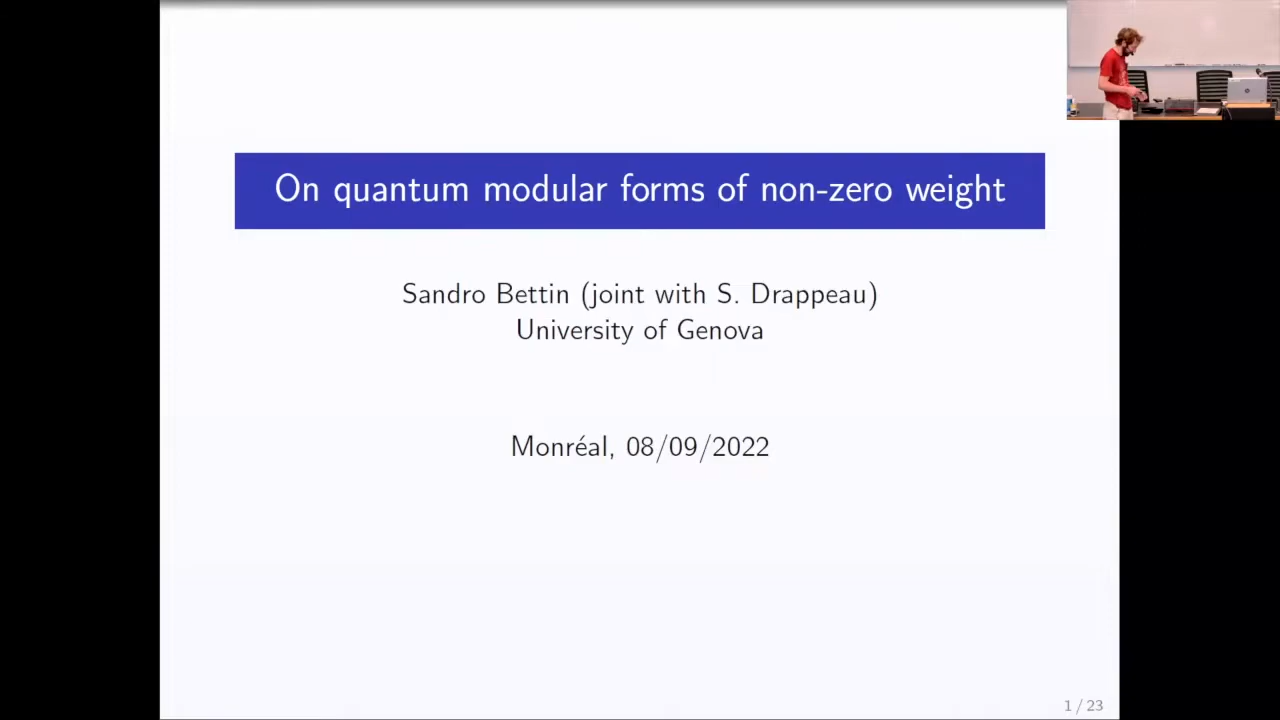 On quantum modular forms of non-zero weight
Sandro Bettin (joint with S. Drappeau)
University of Genova
Monréal, 08/09/2022
1 / 23